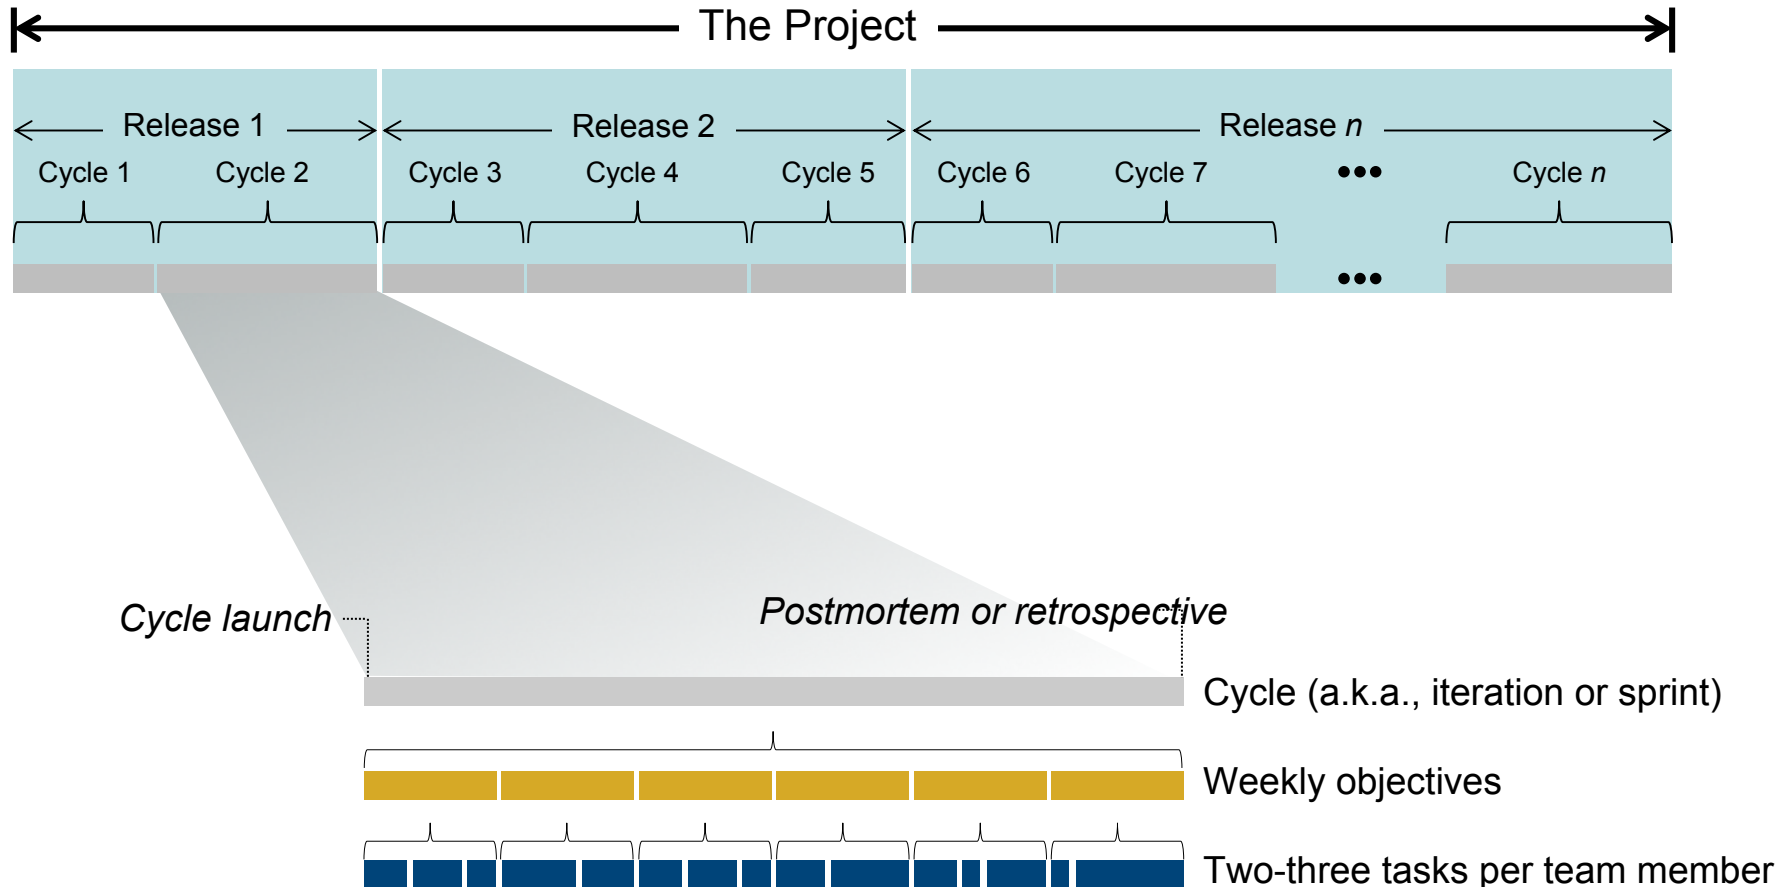 The Project
Release 1 Release 2 Release n
Cycle 1 Cycle 2 Cycle 3 Cycle 4 Cycle 5 Cycle 6 Cycle 7 ••• Cycle n
•••
Cycle launch Postmortem or retrospective
Cycle (a.k.a., iteration or sprint)
Weekly objectives
Two-three tasks per team member